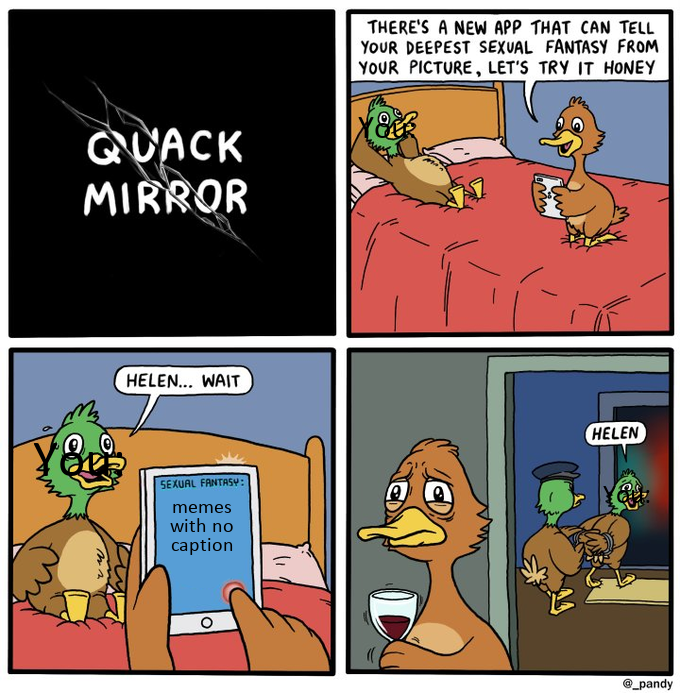 QUACK
MIRROR
THERE'S A NEW APP THAT CAN TELL
YOUR DEEPEST SEXUAL FANTASY FROM
YOUR PICTURE, LET'S TRY IT HONEY
You:
HELEN... WAIT
You:
SEXUAL FANTASY:
memes
with no
caption
HELEN
You:
@_pandy